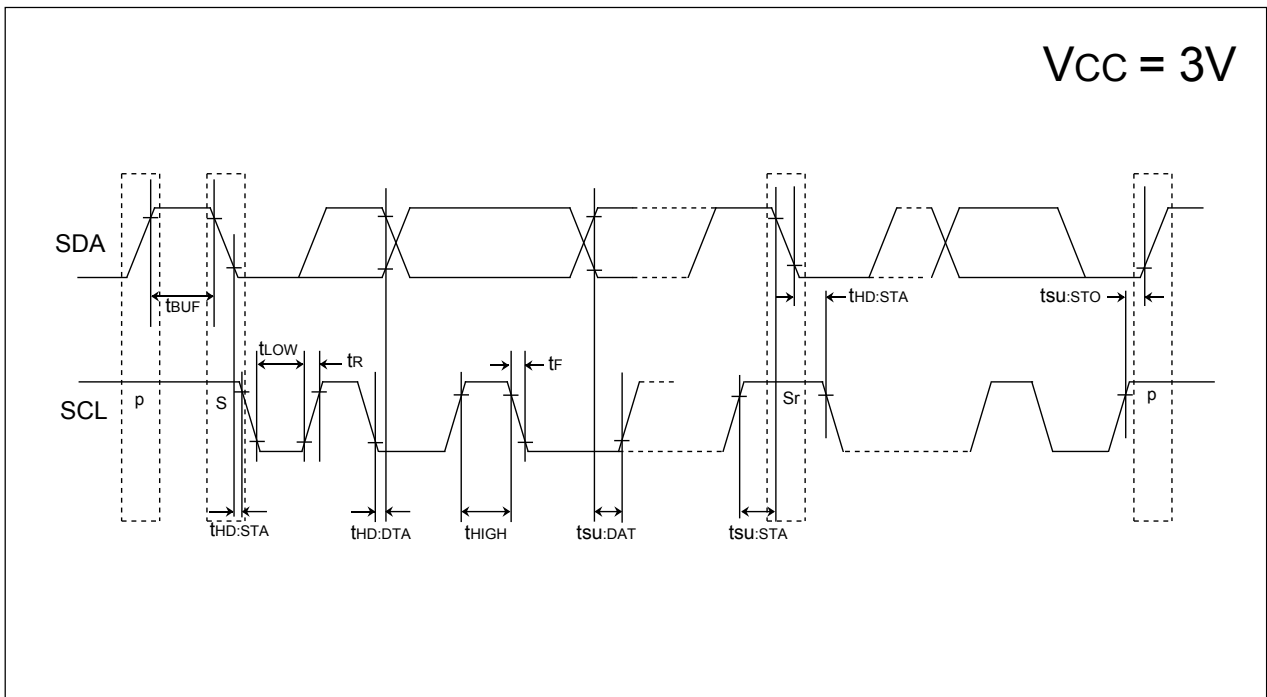 VCC = 3V
SDA
tBUF
tHD:STA
tsu:STO
tLOW
tR
tF
SCL
p
S
Sr
p
tHD:STA
tHD:DTA
tHIGH
tsu:DAT
tsu:STA